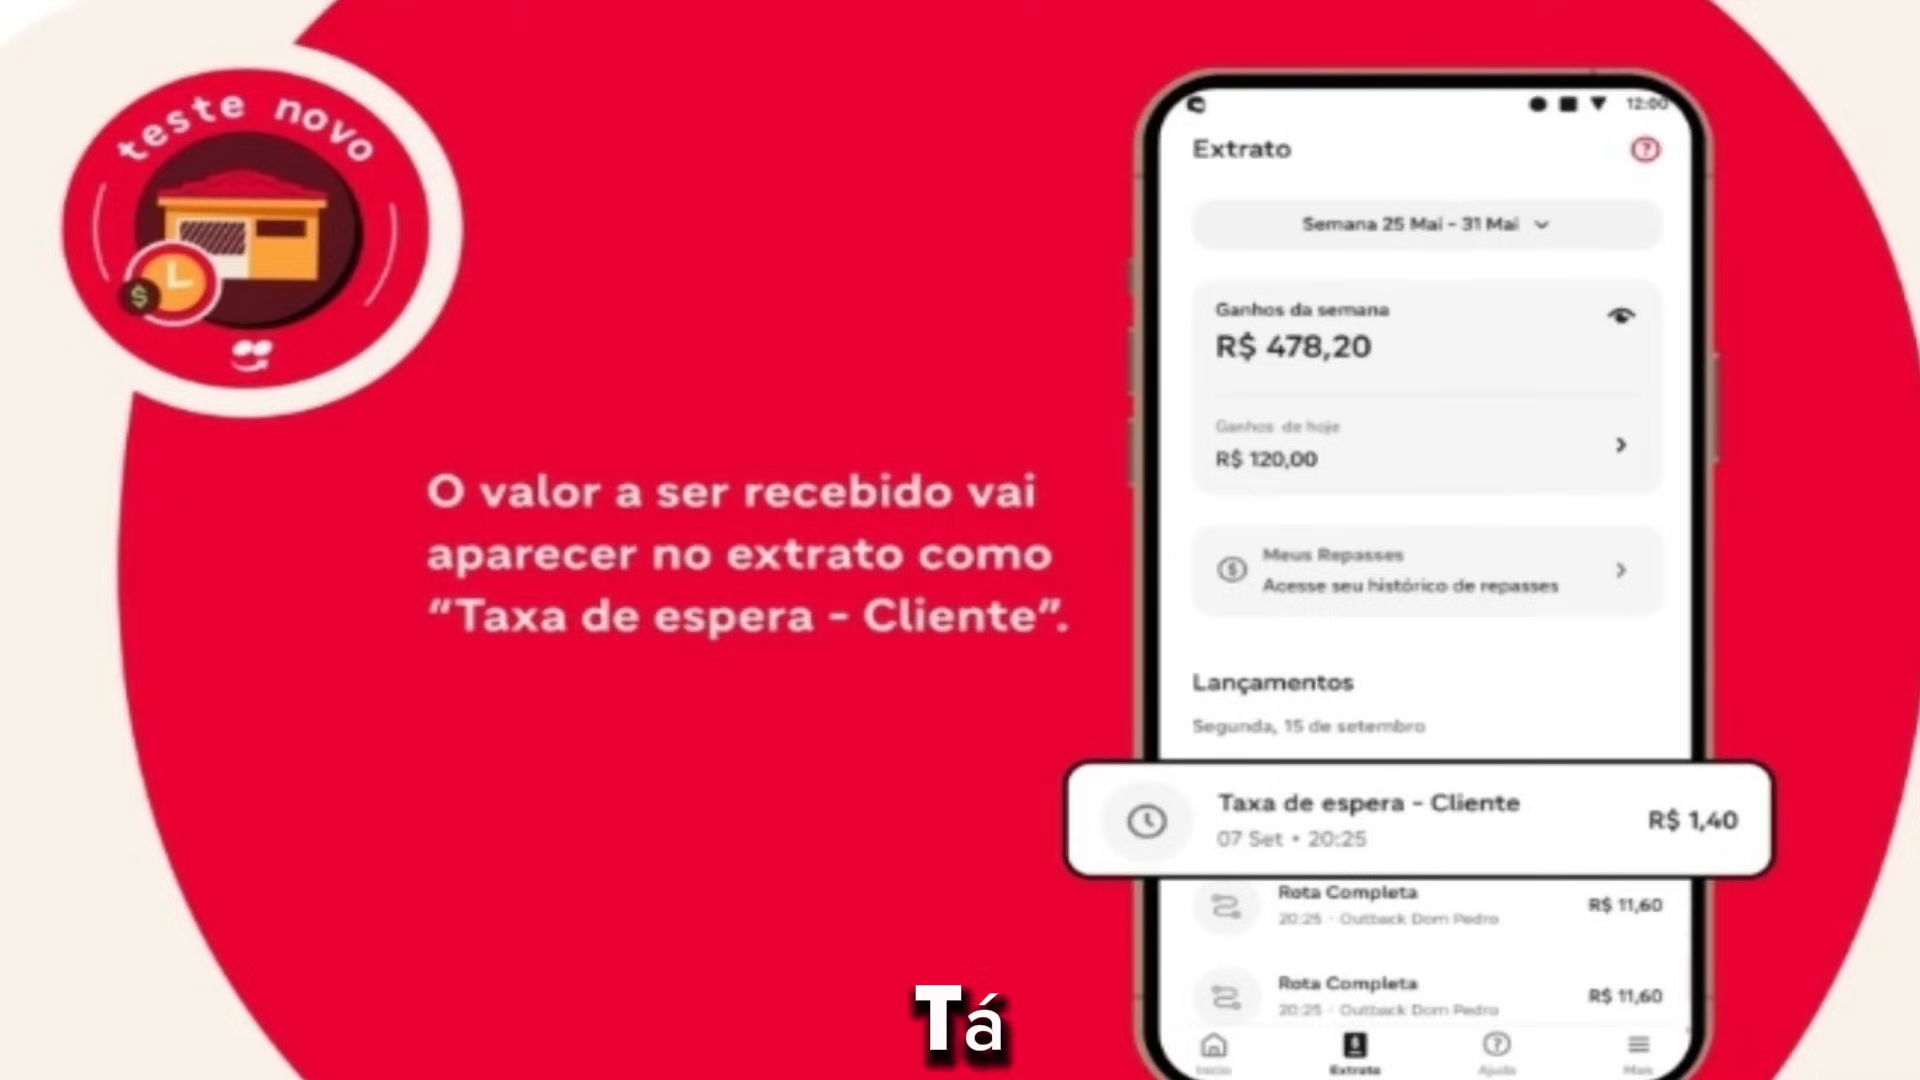 teste novo
$
O valor a ser recebido vai
aparecer no extrato como
“Taxa de espera - Cliente”.
12:00
Extrato
?
Semana 25 Mai - 31 Mai
Ganhos da semana
R$ 478,20
Ganhos de hoje
R$ 120,00
$
Meus Repasses
Acesse seu histórico de repasses
Lançamentos
Segunda, 15 de setembro
Taxa de espera - Cliente
R$ 1,40
07 Set • 20:25
Rota Completa
R$ 11,60
20:25 · Outback Dom Pedro
Rota Completa
R$ 11,60
20:25 · Outback Dom Pedro
Início
Extrato
Ajuda
Mais
Tá